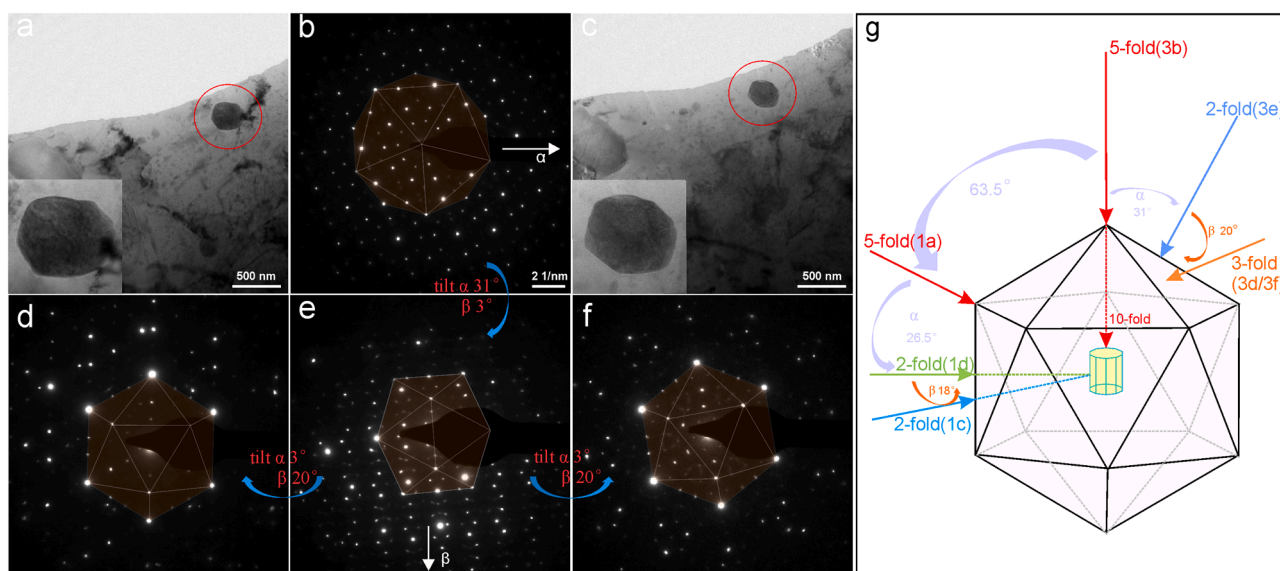 a
500 nm
b
α
2 1/nm
c
500 nm
tilt α 31°
β 3°
d
tilt α 3°
β 20°
e
β
tilt α 3°
β 20°
f
g
5-fold(3b)
2-fold(3e)
63.5°
α
31°
β 20°
5-fold(1a)
3-fold
(3d/3f)
α
26.5°
10-fold
2-fold(1d)
β 18°
2-fold(1c)